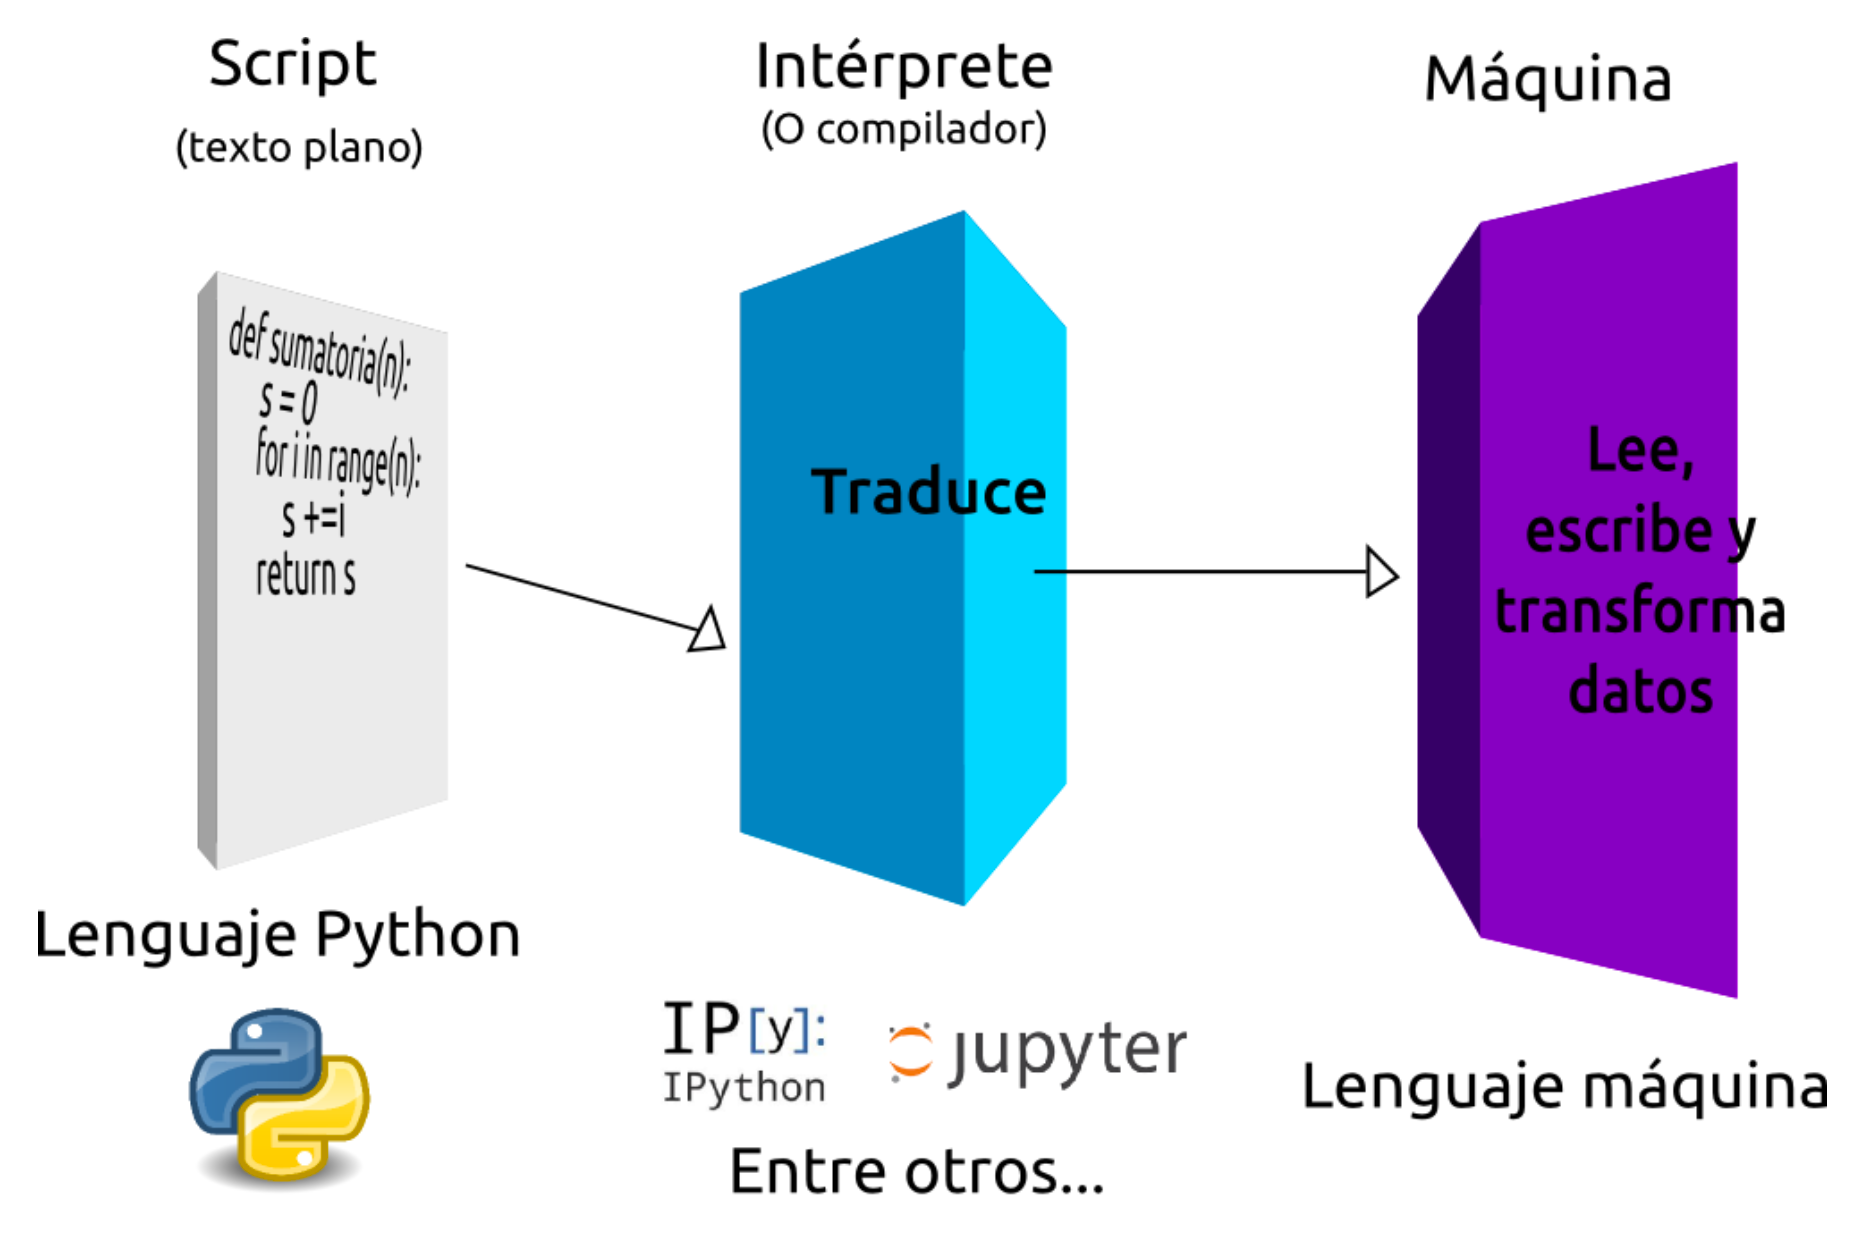 Script
(texto plano)
def sumatoria(n):
s = 0
for i in range(n):
s +=i
return s
Lenguaje Python
Intérprete
(O compilador)
Traduce
IP[y]:
IPython
jupyter
Entre otros...
Máquina
Lee,
escribe y
transforma
datos
Lenguaje máquina